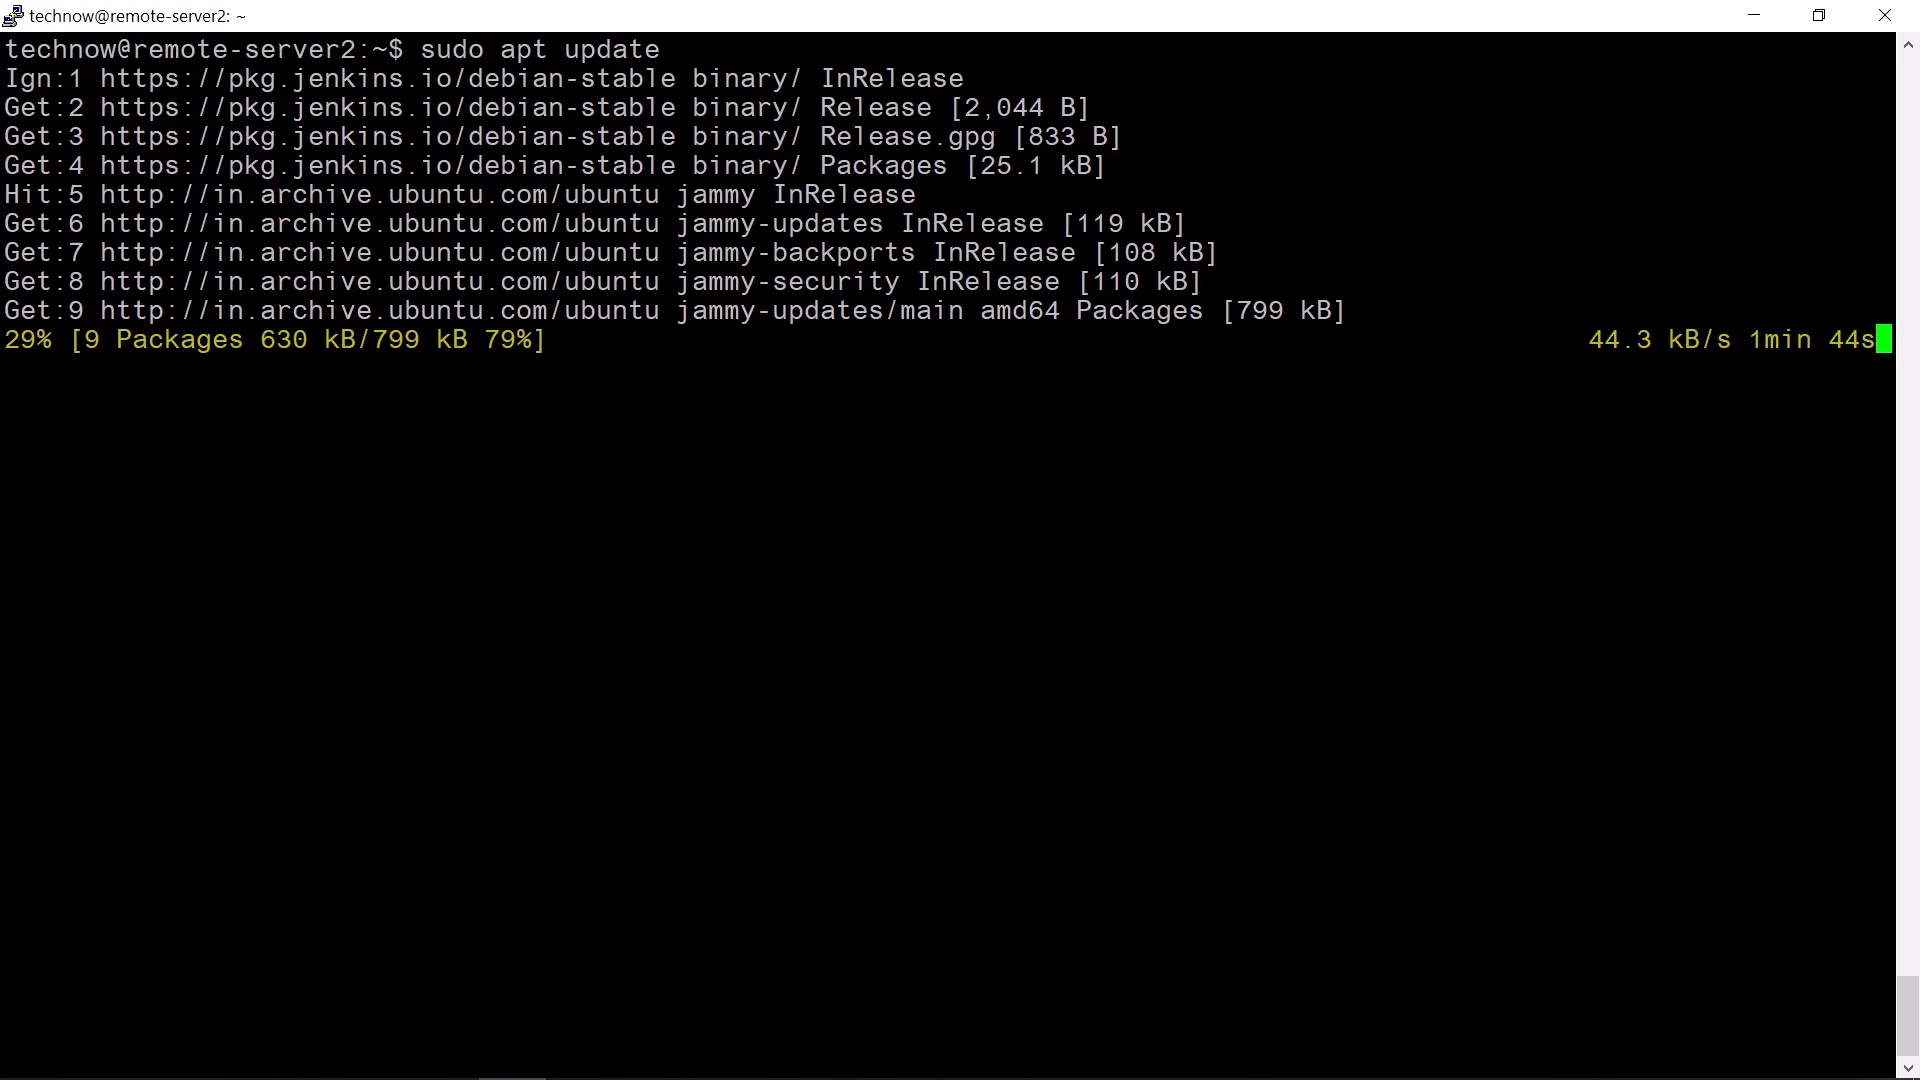 technow@remote-server2: ~
technow@remote-server2:~$ sudo apt update
Ign:1 https://pkg.jenkins.io/debian-stable binary/ InRelease
Get:2 https://pkg.jenkins.io/debian-stable binary/ Release [2,044 B]
Get:3 https://pkg.jenkins.io/debian-stable binary/ Release.gpg [833 B]
Get:4 https://pkg.jenkins.io/debian-stable binary/ Packages [25.1 kB]
Hit:5 http://in.archive.ubuntu.com/ubuntu jammy InRelease
Get:6 http://in.archive.ubuntu.com/ubuntu jammy-updates InRelease [119 kB]
Get:7 http://in.archive.ubuntu.com/ubuntu jammy-backports InRelease [108 kB]
Get:8 http://in.archive.ubuntu.com/ubuntu jammy-security InRelease [110 kB]
Get:9 http://in.archive.ubuntu.com/ubuntu jammy-updates/main amd64 Packages [799 kB]
29% [9 Packages 630 kB/799 kB 79%] 44.3 kB/s 1min 44s